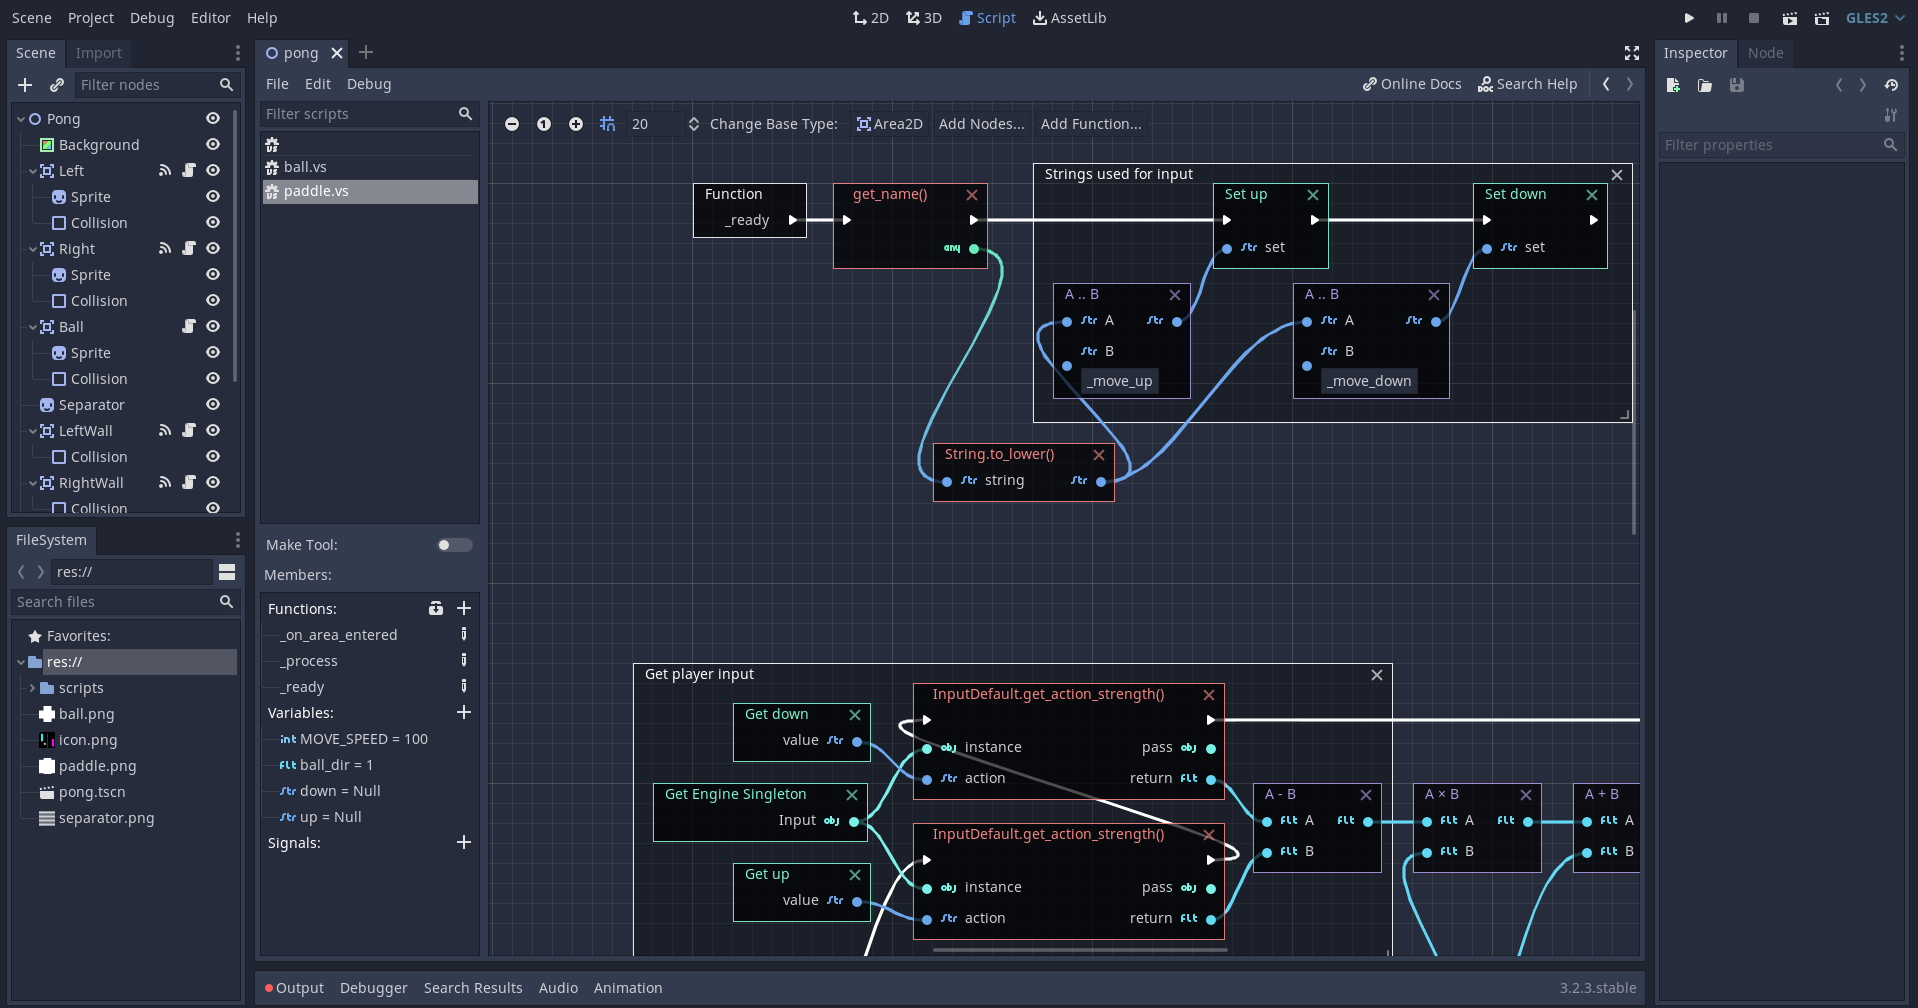 Scene Project Debug Editor Help
2D 3D Script AssetLib
GLES2
Scene Import
Filter nodes
Pong
Background
Left
Sprite
Collision
Right
Sprite
Collision
Ball
Sprite
Collision
Separator
LeftWall
Collision
RightWall
Collision
FileSystem
res://
Search files
Favorites:
res://
scripts
ball.png
icon.png
paddle.png
pong.tscn
separator.png
pong
File Edit Debug
Online Docs Search Help
Filter scripts
ball.vs
paddle.vs
Make Tool:
Members:
Functions:
_on_area_entered
_process
_ready
Variables:
int MOVE_SPEED = 100
flt ball_dir = 1
str down = Null
str up = Null
Signals:
1 20 Change Base Type: Area2D Add Nodes... Add Function...
Function
_ready
get_name()
any
Strings used for input
Set up
str set
Set down
str set
A .. B
str A str
str B
_move_up
A .. B
str A str
str B
_move_down
String.to_lower()
str string str
Get player input
Get down
value str
Get Engine Singleton
Input obj
Get up
value str
InputDefault.get_action_strength()
obj instance pass obj
str action return flt
InputDefault.get_action_strength()
obj instance pass obj
str action return flt
A - B
flt A flt
flt B
A × B
flt A flt
flt B
A + B
flt A
flt B
Output Debugger Search Results Audio Animation
3.2.3.stable
Inspector Node
Filter properties